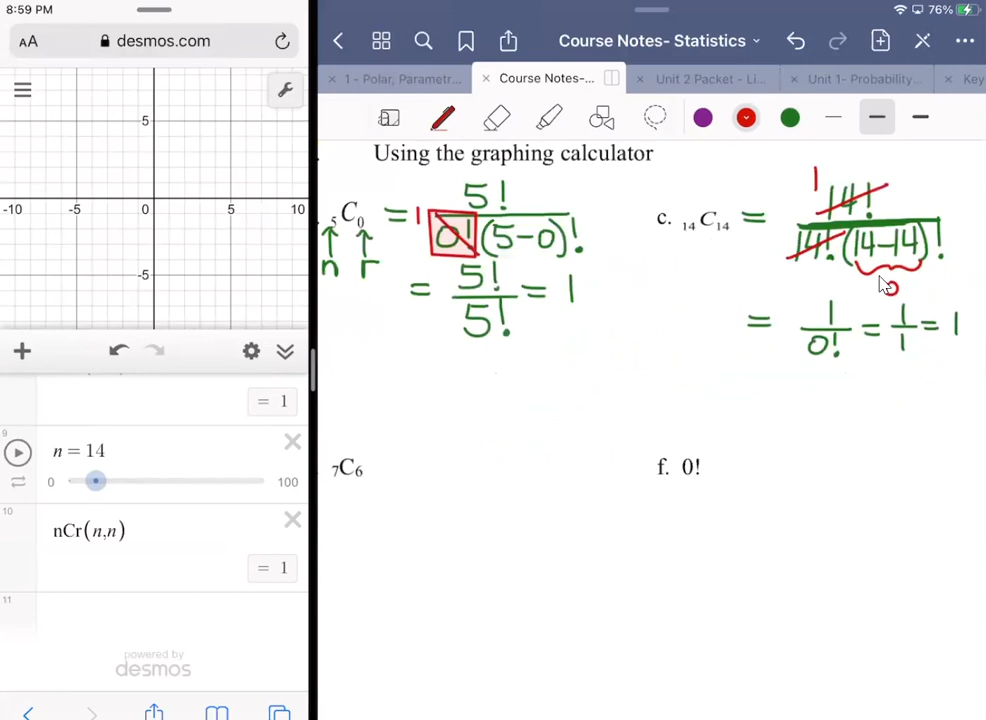 8:59 PM
76%
AA desmos.com
Course Notes- Statistics
1 - Polar, Parametr...
Course Notes-...
Unit 2 Packet - Li...
Unit 1- Probability...
Key
5
-10 -5 0 5 10
-5
= 1
9
n = 14
0 100
10
nCr(n,n)
= 1
11
powered by
desmos
Using the graphing calculator
₅C₀ = 1 5! / 0!(5-0)!
n r
= 5!/5! = 1
c. ₁₄C₁₄ = 1 14! / 14!(14-14)!
0
= 1/0! = 1/1 = 1
₇C₆
f. 0!